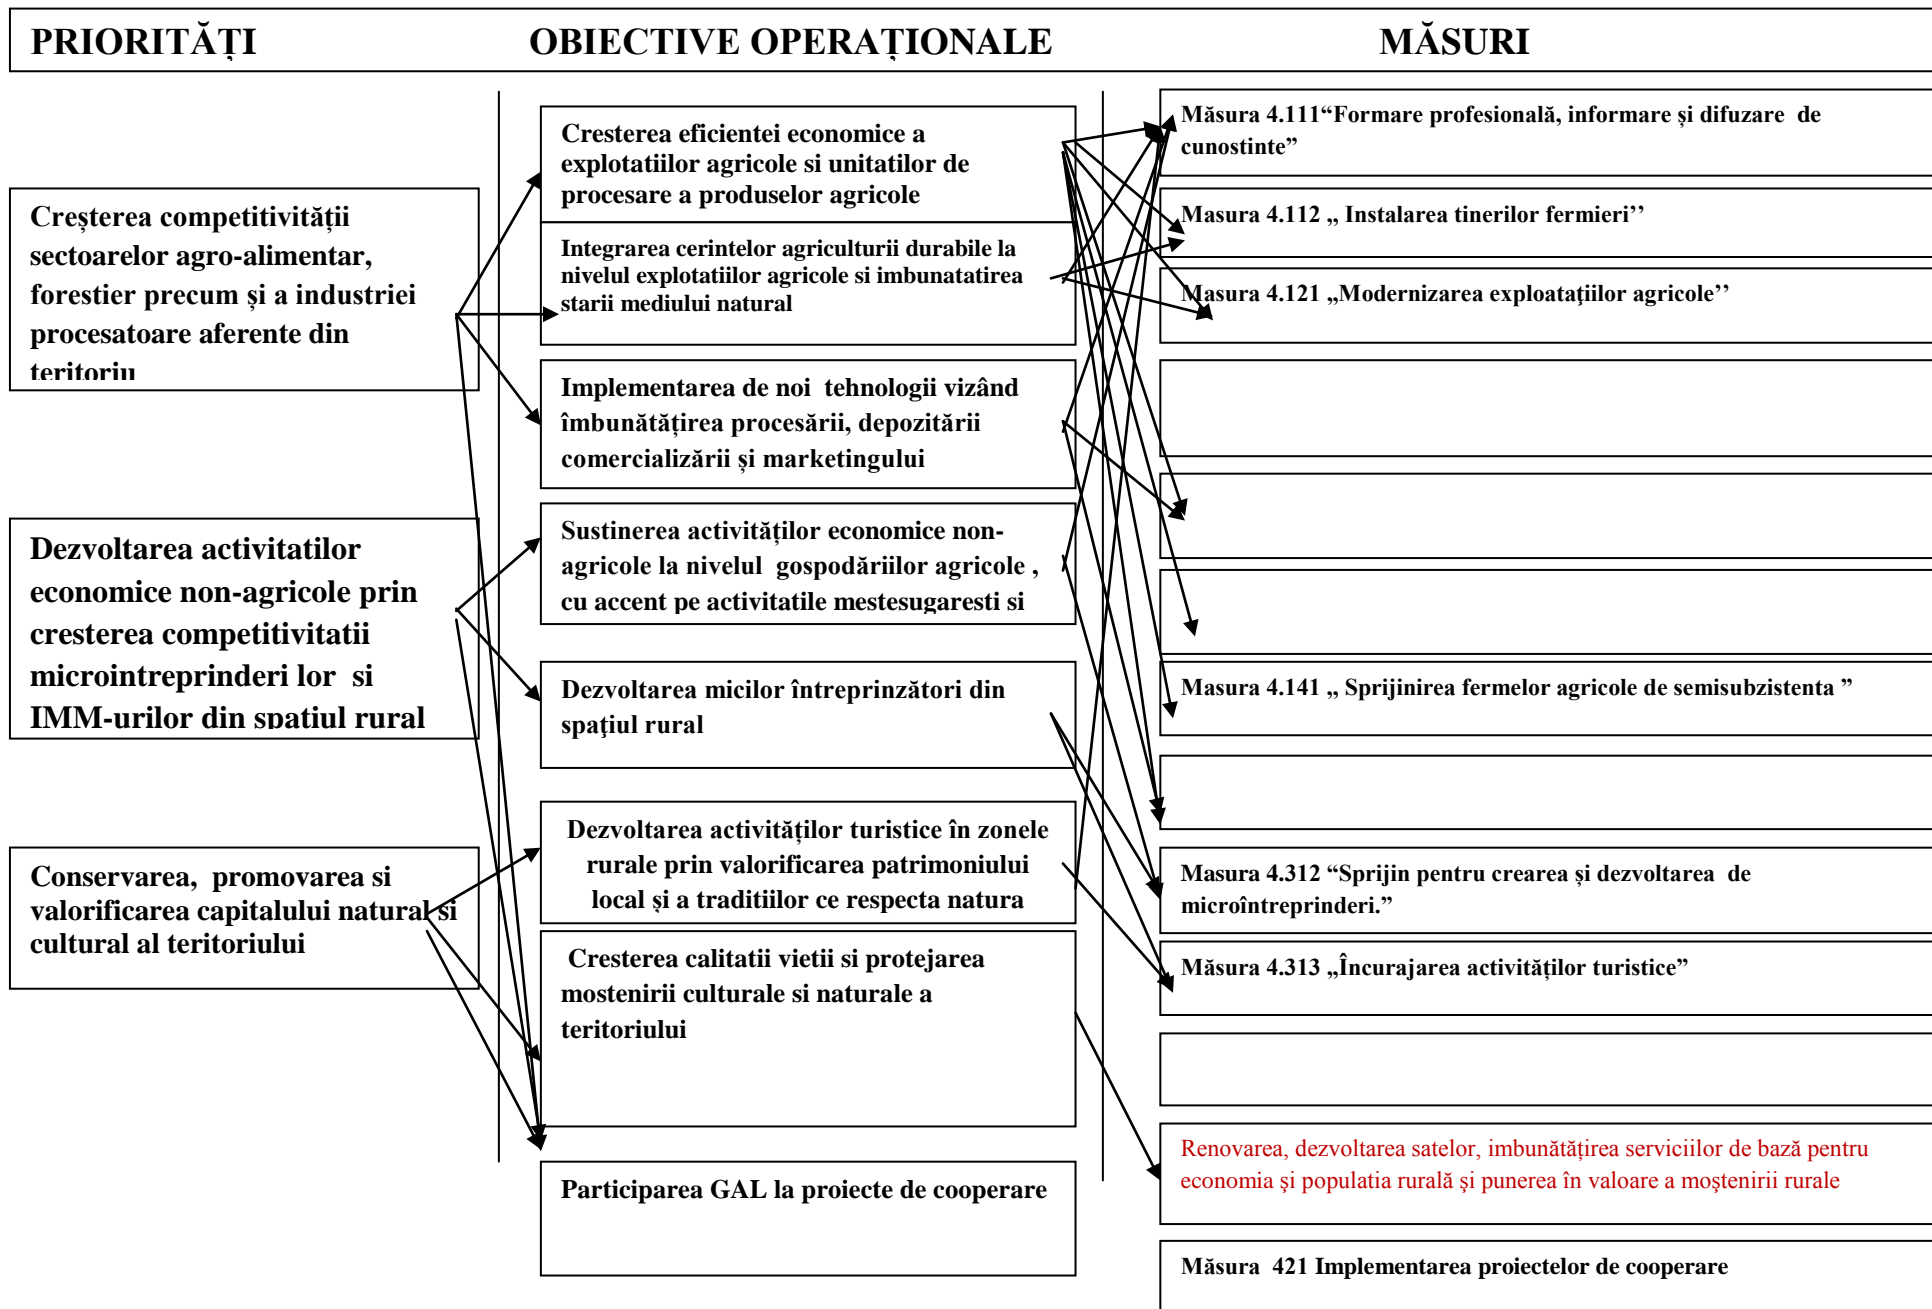 PRIORITĂȚI OBIECTIVE OPERAȚIONALE MĂSURI
Creșterea competitivității
sectoarelor agro-alimentar,
forestier precum și a industriei
procesatoare aferente din
teritoriu
Dezvoltarea activitatilor
economice non-agricole prin
cresterea competitivitatii
microintreprinderi lor si
IMM-urilor din spatiul rural
Conservarea, promovarea si
valorificarea capitalului natural si
cultural al teritoriului
Cresterea eficientei economice a
explotatiilor agricole si unitatilor de
procesare a produselor agricole
Integrarea cerintelor agriculturii durabile la
nivelul explotatiilor agricole si imbunatatirea
starii mediului natural
Implementarea de noi tehnologii vizând
îmbunătățirea procesării, depozitării
comercializării și marketingului
Sustinerea activităților economice non-
agricole la nivelul gospodăriilor agricole ,
cu accent pe activitatile mestesugaresti si
Dezvoltarea micilor întreprinzători din
spaţiul rural
Dezvoltarea activităților turistice în zonele
rurale prin valorificarea patrimoniului
local și a traditiilor ce respecta natura
Cresterea calitatii vietii si protejarea
mostenirii culturale si naturale a
teritoriului
Participarea GAL la proiecte de cooperare
Măsura 4.111“Formare profesională, informare și difuzare de
cunostinte”
Masura 4.112 „ Instalarea tinerilor fermieri’’
Masura 4.121 „Modernizarea exploataţiilor agricole’’
Masura 4.141 „ Sprijinirea fermelor agricole de semisubzistenta ”
Masura 4.312 “Sprijin pentru crearea și dezvoltarea de
microîntreprinderi.”
Măsura 4.313 „Încurajarea activităților turistice”
Renovarea, dezvoltarea satelor, imbunătățirea serviciilor de bază pentru
economia şi populatia rurală şi punerea în valoare a moştenirii rurale
Măsura 421 Implementarea proiectelor de cooperare